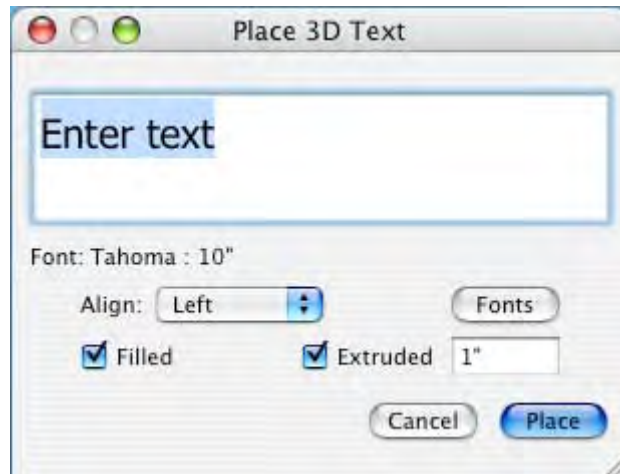 Place 3D Text
Enter text
Font: Tahoma : 10"
Align: Left Fonts
Filled Extruded 1"
Cancel Place